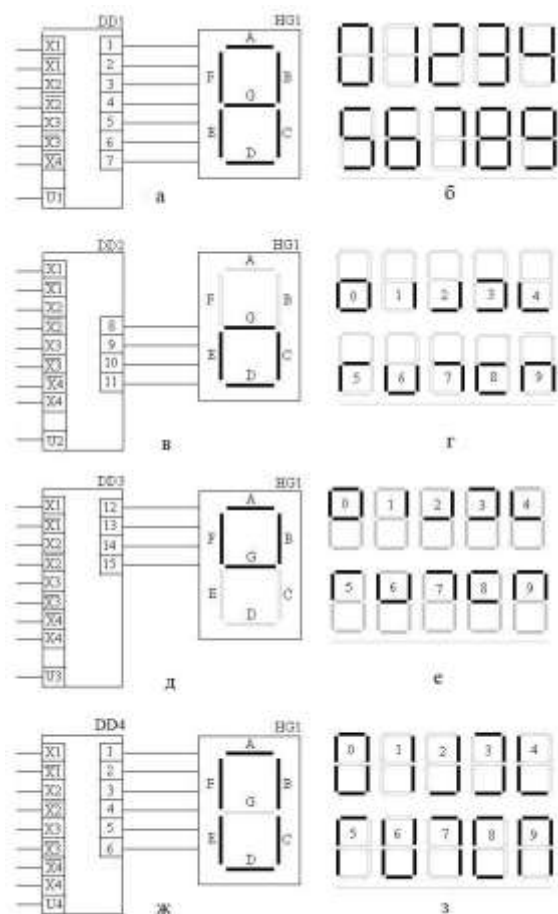 DD1
HG1
X1
X1
X2
X2
X3
X3
X4
U1
1
2
3
4
5
6
7
A
F
B
G
E
C
D
а
б
DD2
HG1
X1
X1
X2
X2
X3
X3
X4
X4
U2
8
9
10
11
A
F
B
G
E
C
D
0 1 2 3 4
5 6 7 8 9
в
г
DD3
HG1
X1
X1
X2
X2
X3
X3
X4
X4
U3
12
13
14
15
A
F
B
G
E
C
D
0 1 2 3 4
5 6 7 8 9
д
е
DD4
HG1
X1
X1
X2
X2
X3
X3
X4
X4
U4
1
2
3
4
5
6
A
F
B
G
E
C
D
0 1 2 3 4
5 6 7 8 9
ж
з